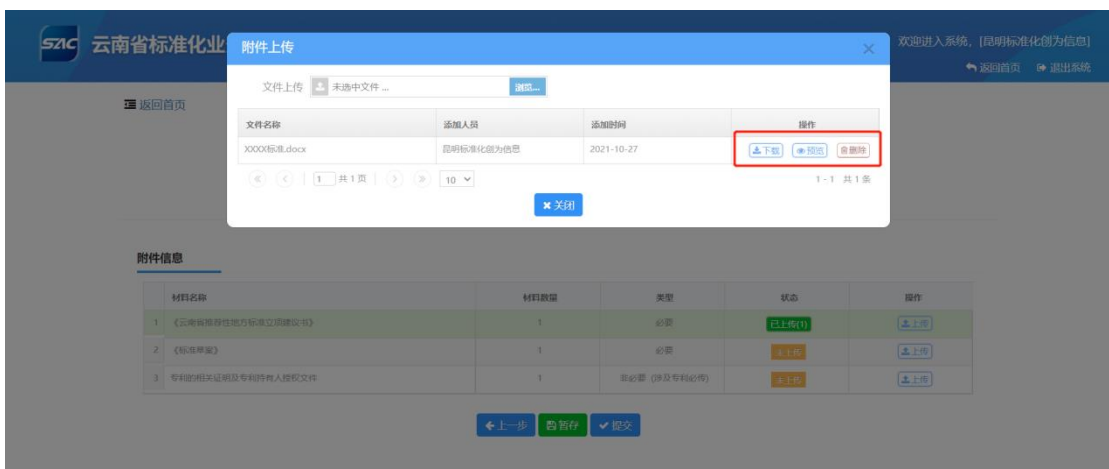 SAC 云南省标准化业
欢迎进入系统, [昆明标准化创为信息]
返回首页 退出系统
返回首页
附件上传
文件上传 未选中文件 ... 浏览...
文件名称 添加人员 添加时间 操作
XXXX标准.docx 昆明标准化创为信息 2021-10-27 下载 预览 删除
1 共1页 10 1 - 1 共1条
关闭
附件信息
材料名称 材料数量 类型 状态 操作
1 《云南省推荐性地方标准立项建议书》 1 必要 已上传(1) 上传
2 《标准草案》 1 必要 未上传 上传
3 专利的相关证明及专利持有人授权文件 1 非必要 (涉及专利必传) 未上传 上传
上一步 暂存 提交